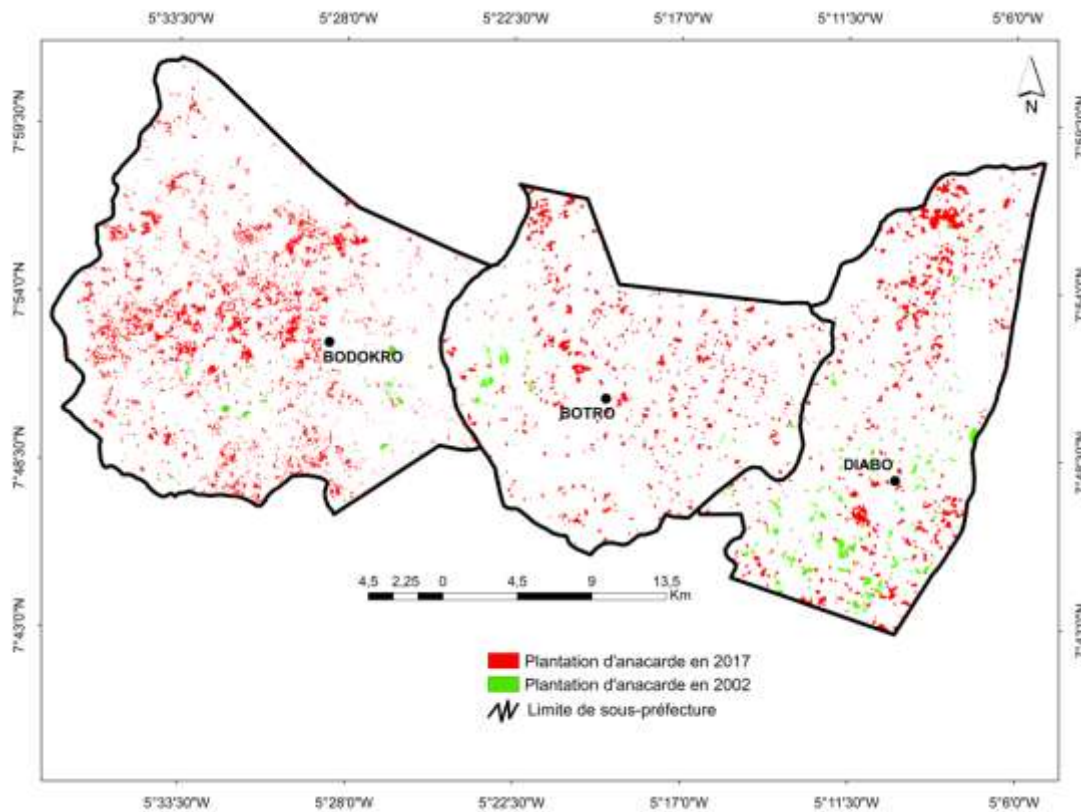 5°33'30"W 5°28'0"W 5°22'30"W 5°17'0"W 5°11'30"W 5°6'0"W
N
7°59'30"N
7°54'0"N
BODOKRO
BOTRO
7°48'30"N
DIABO
4,5 2,25 0 4,5 9 13,5
Km
7°43'0"N
Plantation d'anacarde en 2017
Plantation d'anacarde en 2002
Limite de sous-préfecture
5°33'30"W 5°28'0"W 5°22'30"W 5°17'0"W 5°11'30"W 5°6'0"W